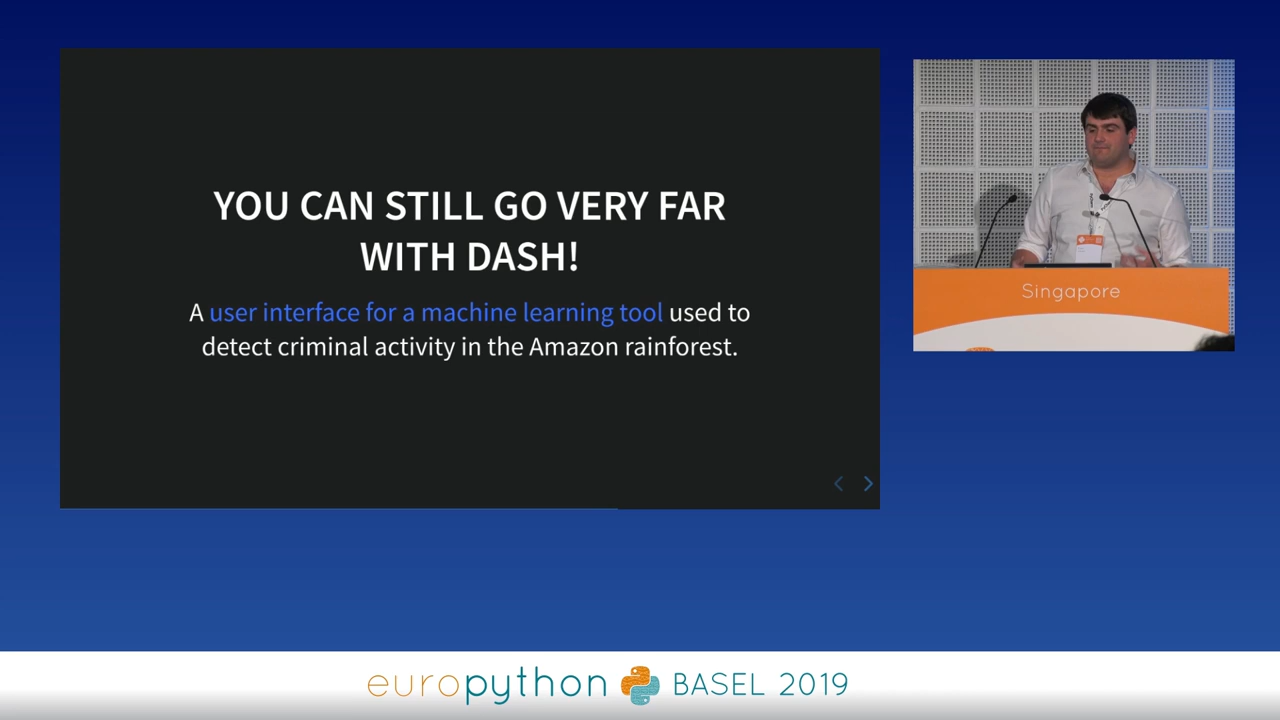 YOU CAN STILL GO VERY FAR
WITH DASH!
A user interface for a machine learning tool used to
detect criminal activity in the Amazon rainforest.
Singapore
europython BASEL 2019